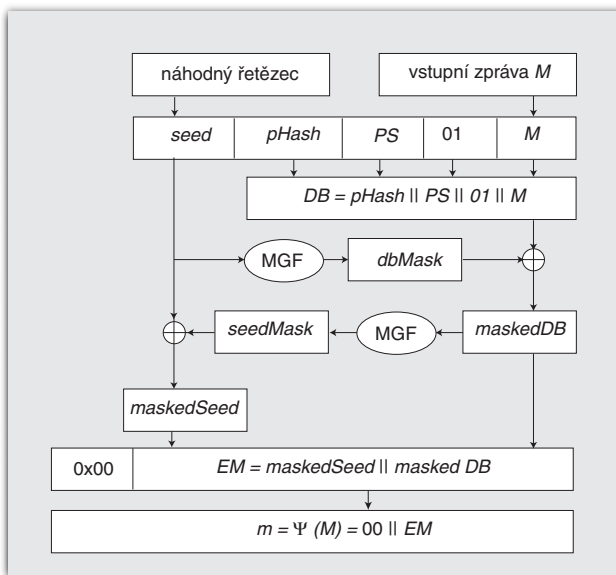 náhodný řetězec
vstupní zpráva M
seed pHash PS 01 M
DB = pHash || PS || 01 || M
MGF dbMask
seedMask MGF maskedDB
maskedSeed
0x00 EM = maskedSeed || masked DB
m = Ψ (M) = 00 || EM